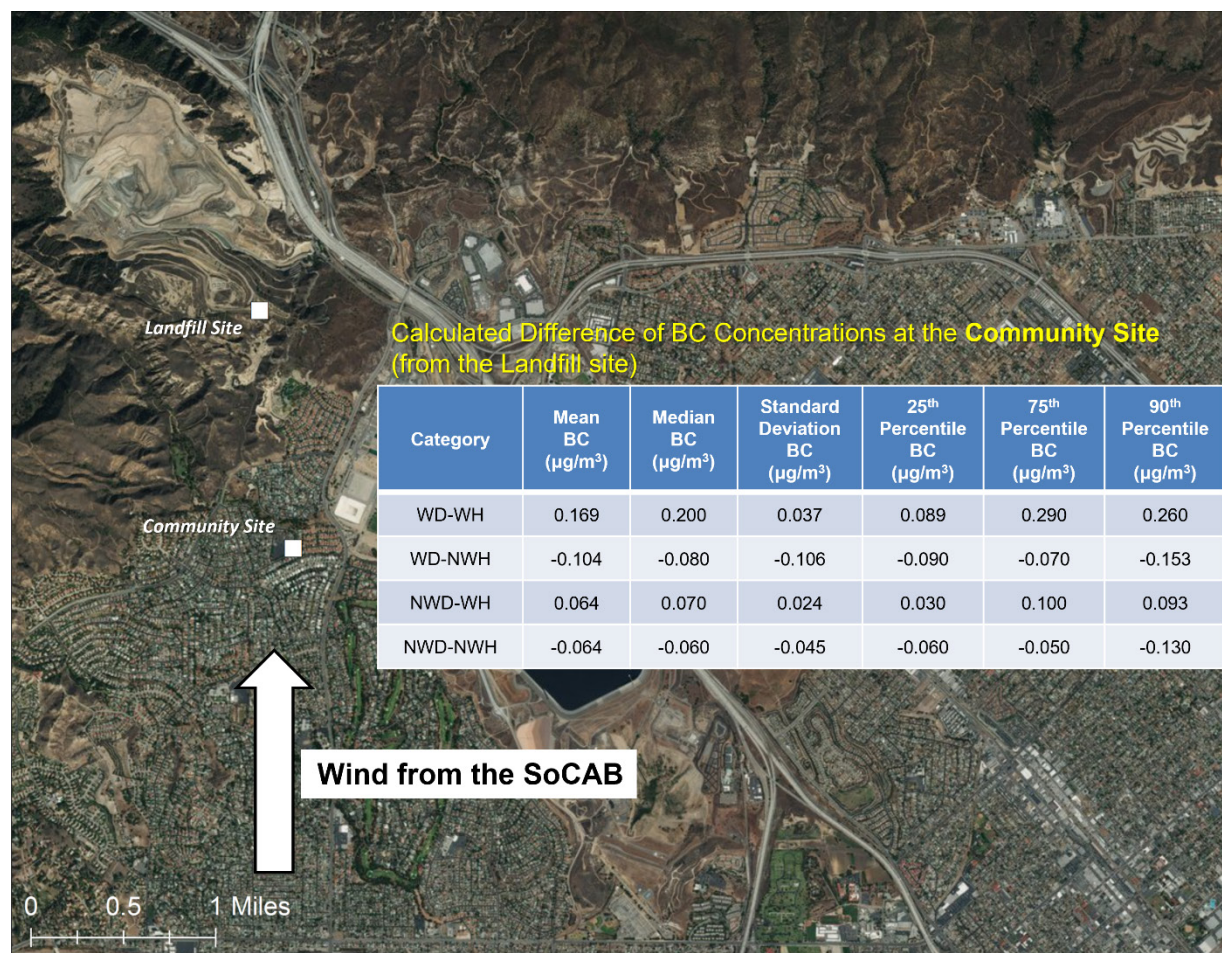 Landfill Site
Calculated Difference of BC Concentrations at the Community Site
(from the Landfill site)
Category Mean BC (µg/m³) Median BC (µg/m³) Standard Deviation BC (µg/m³) 25th Percentile BC (µg/m³) 75th Percentile BC (µg/m³) 90th Percentile BC (µg/m³)
WD-WH 0.169 0.200 0.037 0.089 0.290 0.260
WD-NWH -0.104 -0.080 -0.106 -0.090 -0.070 -0.153
NWD-WH 0.064 0.070 0.024 0.030 0.100 0.093
NWD-NWH -0.064 -0.060 -0.045 -0.060 -0.050 -0.130
Community Site
Wind from the SoCAB
0 0.5 1 Miles